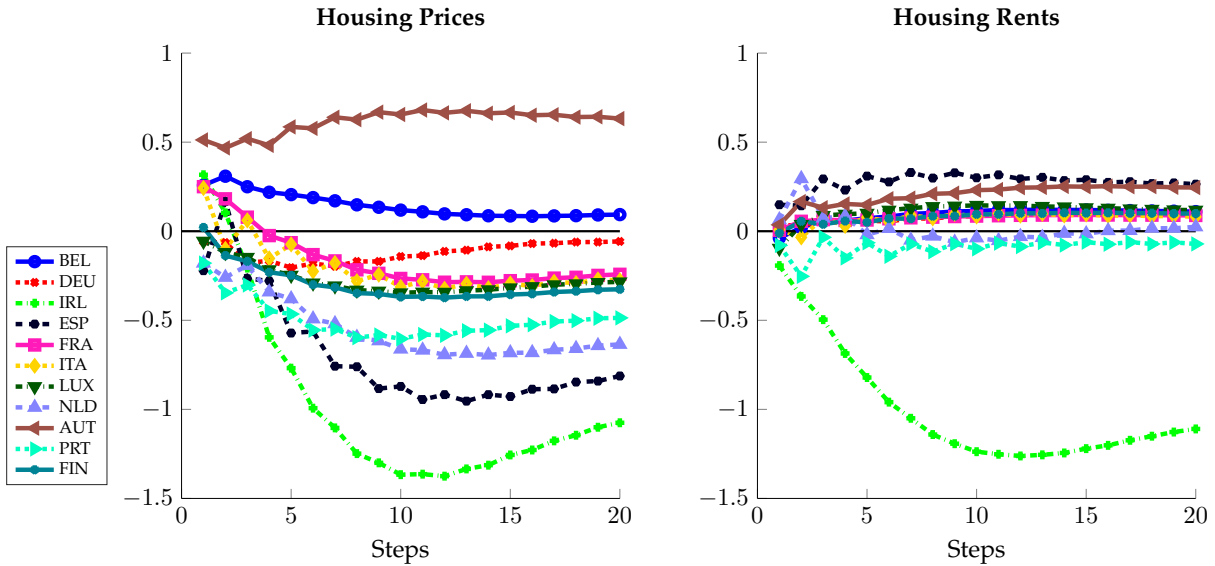 Housing Prices
Housing Rents
1
0.5
0
−0.5
−1
−1.5
0
5
10
15
20
Steps
1
0.5
0
−0.5
−1
−1.5
0
5
10
15
20
Steps
BEL
DEU
IRL
ESP
FRA
ITA
LUX
NLD
AUT
PRT
FIN